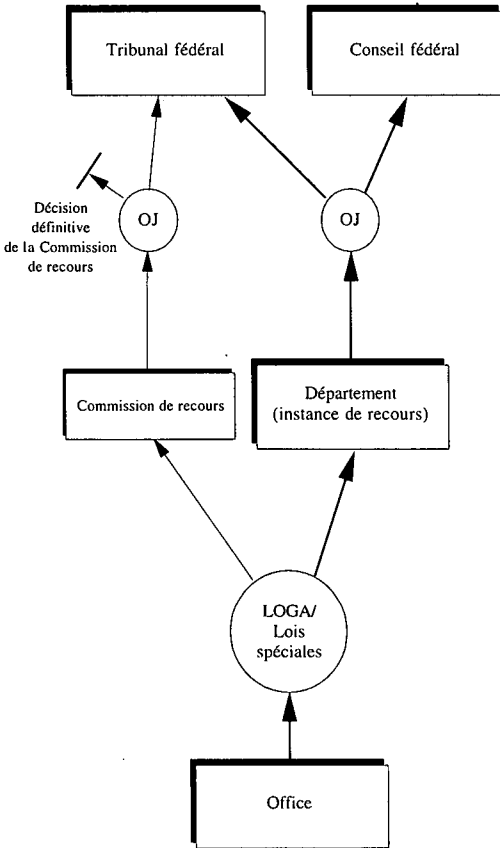 Tribunal fédéral
Conseil fédéral
OJ
OJ
Décision
définitive
de la Commission
de recours
Commission de recours
Département
(instance de recours)
LOGA/
Lois
spéciales
Office